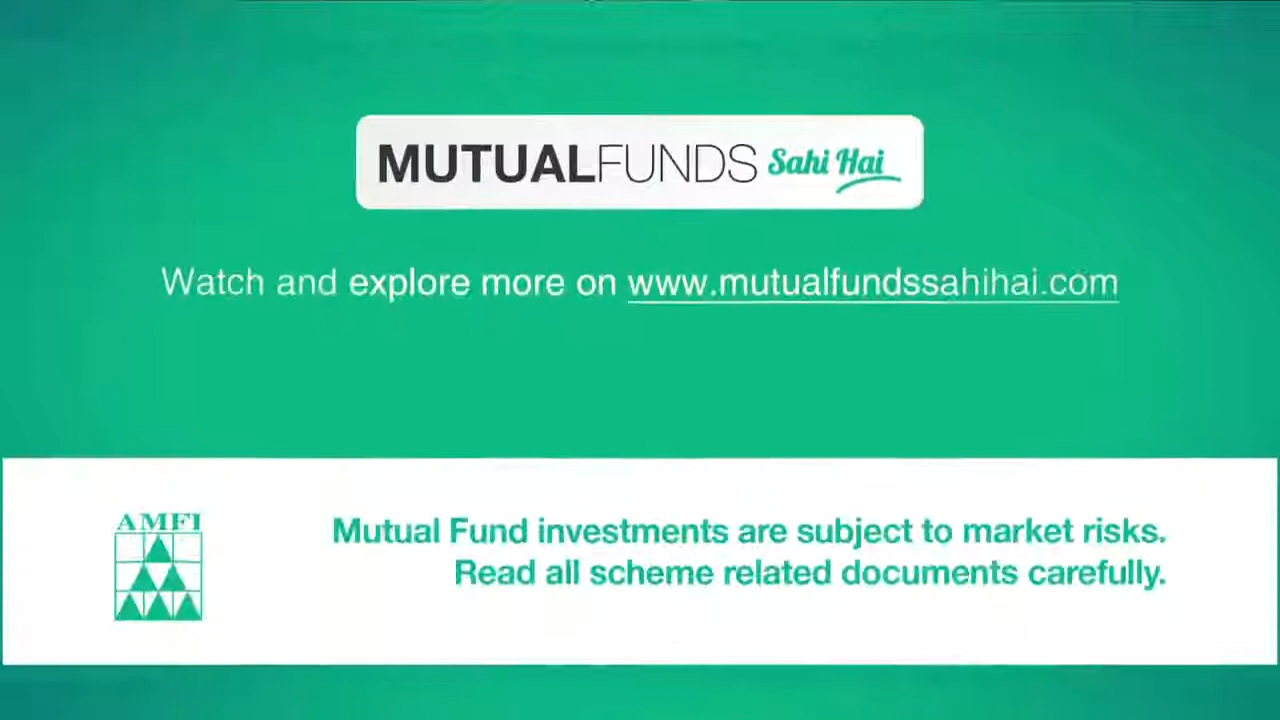 MUTUALFUNDS Sahi Hai
Watch and explore more on www.mutualfundssahihai.com
AMFI
Mutual Fund investments are subject to market risks.
Read all scheme related documents carefully.